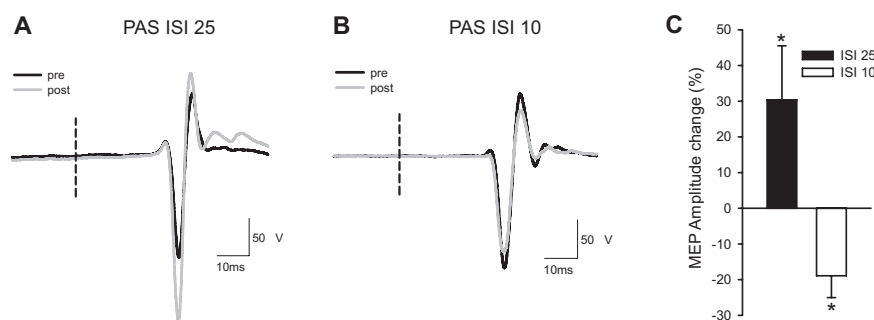 A
PAS ISI 25
pre
post
50 V
10ms
B
PAS ISI 10
pre
post
50 V
10ms
C
MEP Amplitude change (%)
50
40
30
20
10
0
-10
-20
-30
*
*
ISI 25
ISI 10